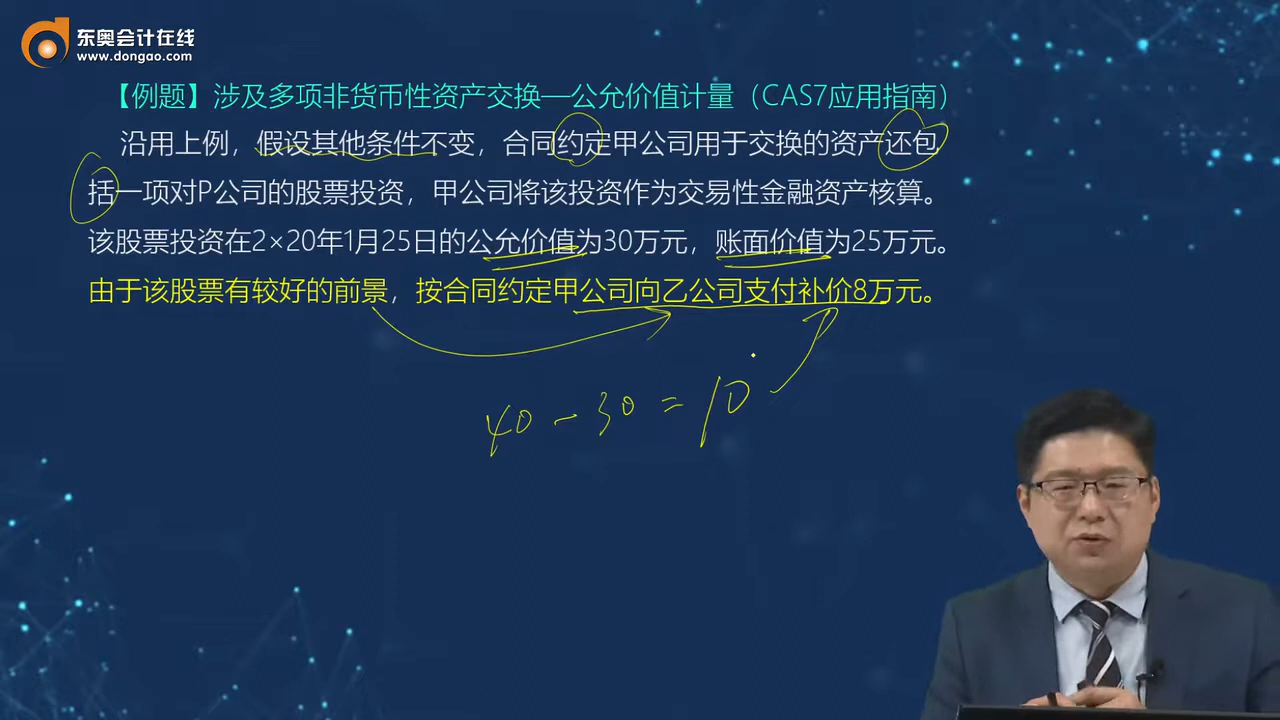 东奥会计在线
www.dongao.com
【例题】涉及多项非货币性资产交换—公允价值计量（CAS7应用指南）
沿用上例，假设其他条件不变，合同约定甲公司用于交换的资产还包
括一项对P公司的股票投资，甲公司将该投资作为交易性金融资产核算。
该股票投资在2×20年1月25日的公允价值为30万元，账面价值为25万元。
由于该股票有较好的前景，按合同约定甲公司向乙公司支付补价8万元。
40-30=10